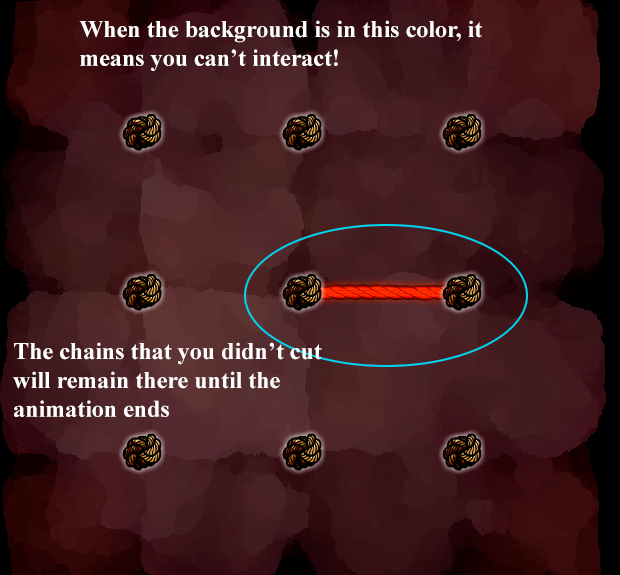 When the background is in this color, it
means you can’t interact!
The chains that you didn’t cut
will remain there until the
animation ends